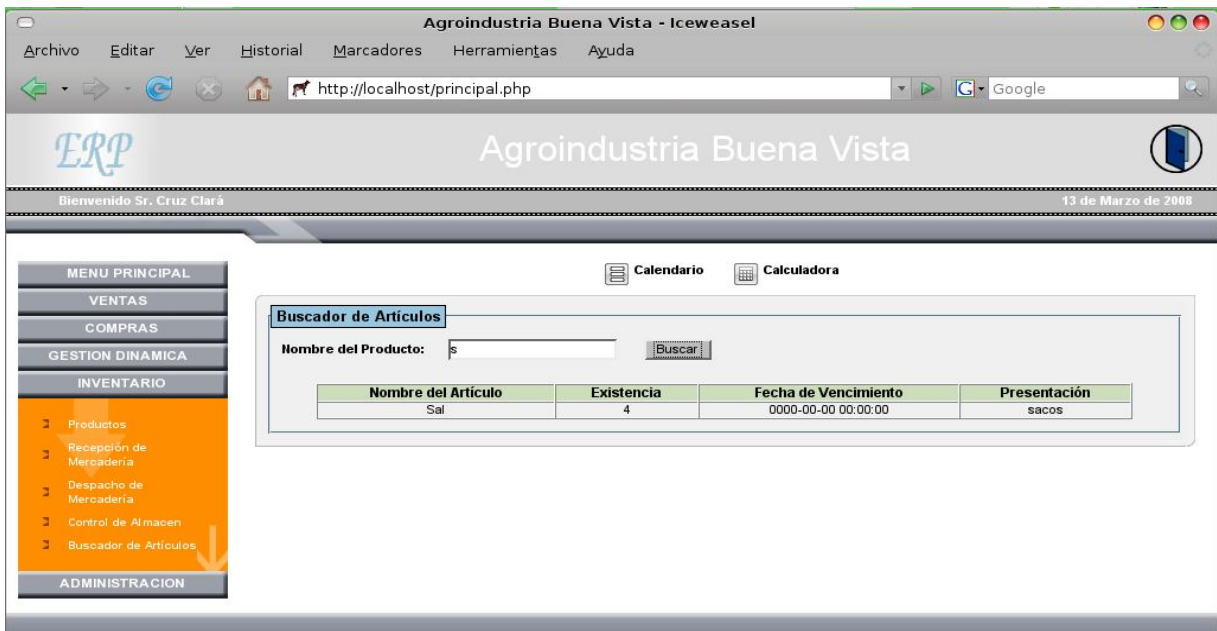 Agroindustria Buena Vista - Iceweasel
Archivo Editar Ver Historial Marcadores Herramientas Ayuda
http://localhost/principal.php G Google
ERP Agroindustria Buena Vista
Bienvenido Sr. Cruz Clará 13 de Marzo de 2008
Calendario Calculadora
MENU PRINCIPAL
VENTAS
COMPRAS
GESTION DINAMICA
INVENTARIO
Productos
Recepción de
Mercadería
Despacho de
Mercadería
Control de Almacen
Buscador de Artículos
ADMINISTRACION
Buscador de Artículos
Nombre del Producto: s Buscar
Nombre del Artículo Existencia Fecha de Vencimiento Presentación
Sal 4 0000-00-00 00:00:00 sacos